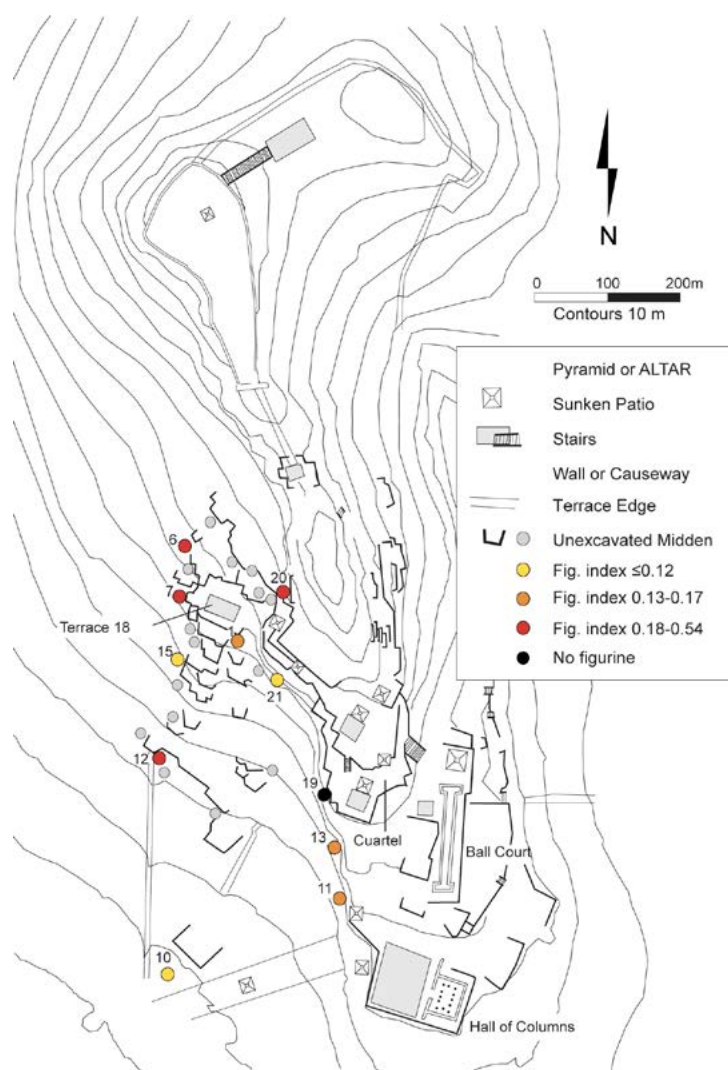 N
0 100 200m
Contours 10 m
Pyramid or ALTAR
Sunken Patio
Stairs
Wall or Causeway
Terrace Edge
Unexcavated Midden
Fig. index ≤0.12
Fig. index 0.13-0.17
Fig. index 0.18-0.54
No figurine
6
20
7
Terrace 18
15
21
12
19
Cuartel
13
Ball Court
11
10
Hall of Columns